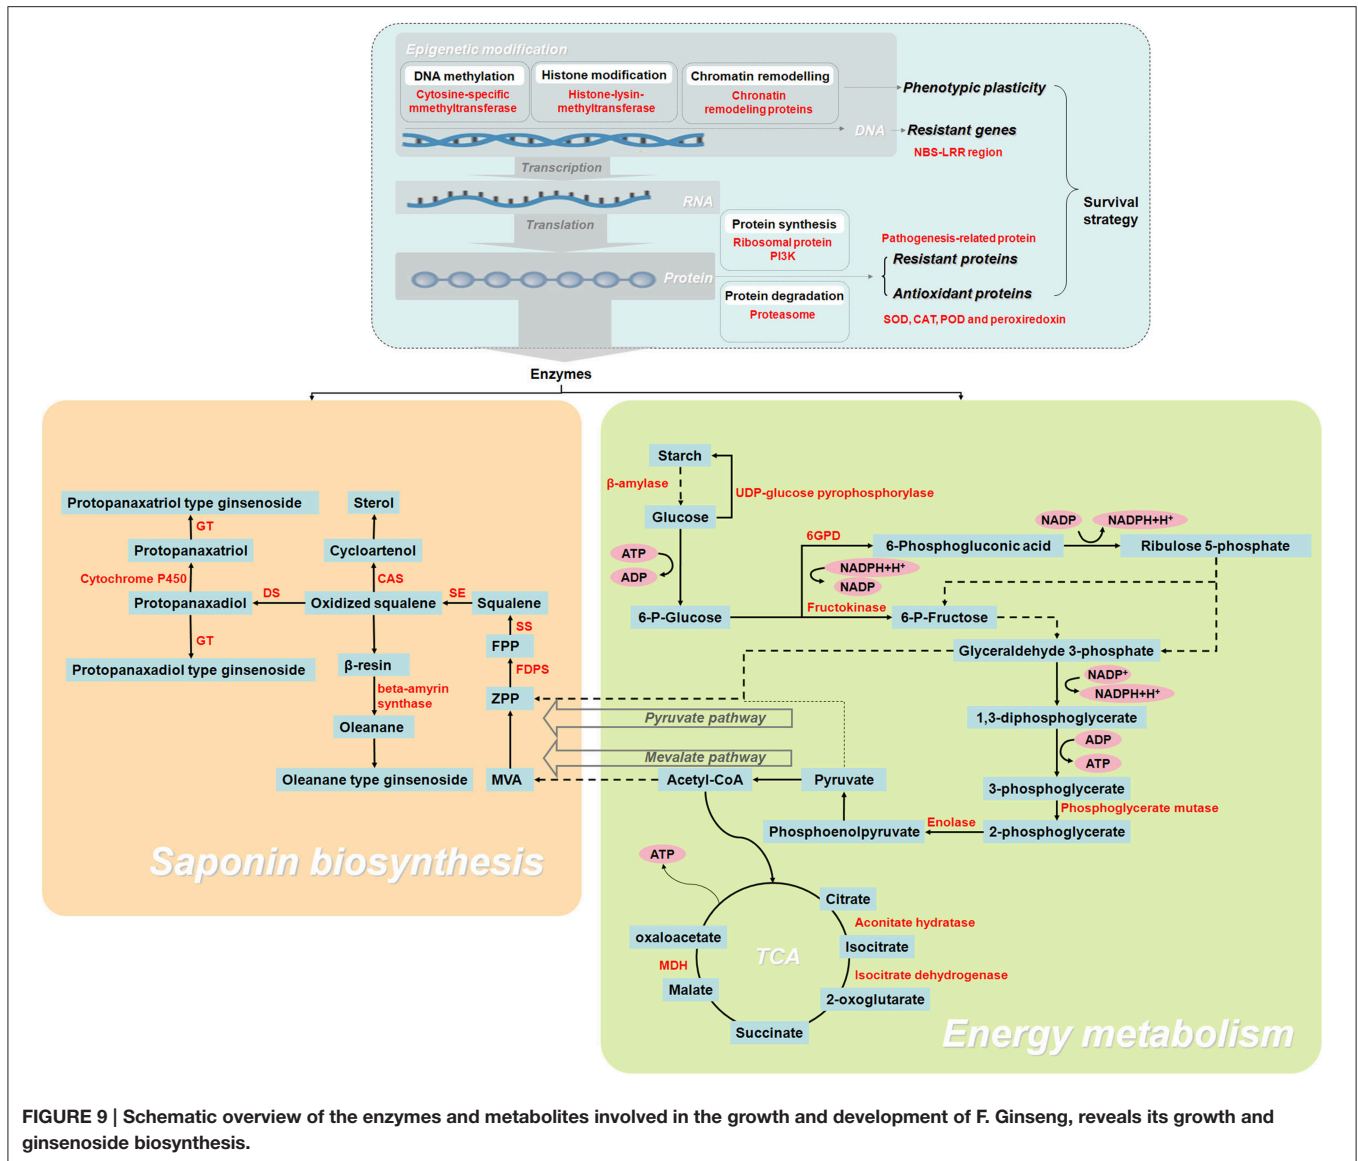 Epigenetic modification
DNA methylation
Cytosine-specific
mmethyltransferase
Histone modification
Histone-lysin-
methyltransferase
Chromatin remodelling
Chronatin
remodeling proteins
Phenotypic plasticity
DNA
Resistant genes
NBS-LRR region
Transcription
RNA
Translation
Protein synthesis
Ribosomal protein
PI3K
Survival
strategy
Pathogenesis-related protein
Resistant proteins
Protein
Antioxidant proteins
Protein degradation
Proteasome
SOD, CAT, POD and peroxiredoxin
Enzymes
Protopanaxatriol type ginsenoside
GT
Protopanaxatriol
Cytochrome P450
Protopanaxadiol
GT
Protopanaxadiol type ginsenoside
DS
Sterol
Cycloartenol
CAS
Oxidized squalene
SE
Squalene
SS
FPP
FDPS
ZPP
MVA
β-resin
beta-amyrin
synthase
Oleanane
Oleanane type ginsenoside
Saponin biosynthesis
Starch
β-amylase
UDP-glucose pyrophosphorylase
Glucose
ATP
ADP
6-P-Glucose
6GPD
6-Phosphogluconic acid
NADP
NADPH+H+
Ribulose 5-phosphate
NADPH+H+
NADP
Fructokinase
6-P-Fructose
Glyceraldehyde 3-phosphate
NADP+
NADPH+H+
1,3-diphosphoglycerate
ADP
ATP
3-phosphoglycerate
Phosphoglycerate mutase
2-phosphoglycerate
Enolase
Phosphoenolpyruvate
Pyruvate
Acetyl-CoA
Pyruvate pathway
Mevalate pathway
ATP
Citrate
Aconitate hydratase
Isocitrate
Isocitrate dehydrogenase
2-oxoglutarate
Succinate
Malate
MDH
oxaloacetate
TCA
Energy metabolism
FIGURE 9 | Schematic overview of the enzymes and metabolites involved in the growth and development of F. Ginseng, reveals its growth and
ginsenoside biosynthesis.